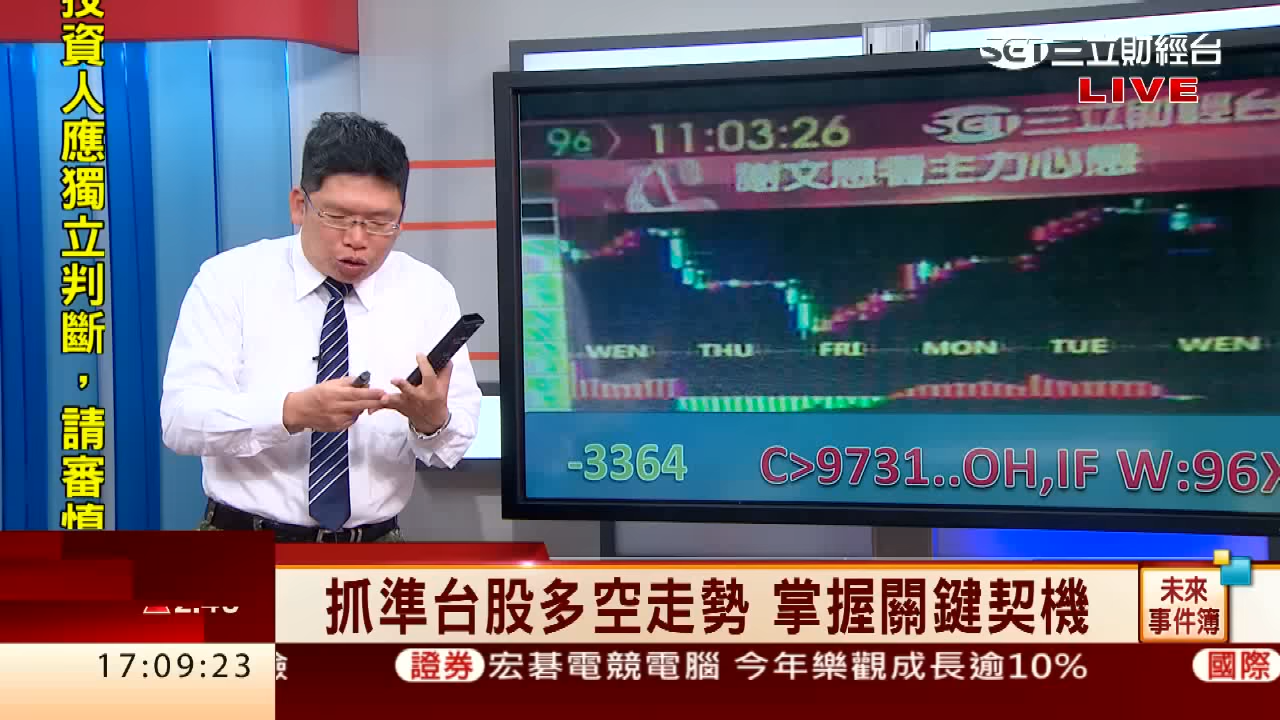 投資人應獨立判斷，請審慎
SET三立財經台
LIVE
96 11:03:26 SET三立財經台
謝文恩看主力心態
WEN THU FRI MON TUE WEN
-3364 C>9731..OH,IF W:96X
抓準台股多空走勢 掌握關鍵契機
未來
事件簿
17:09:23
證券 宏碁電競電腦 今年樂觀成長逾10%
國際